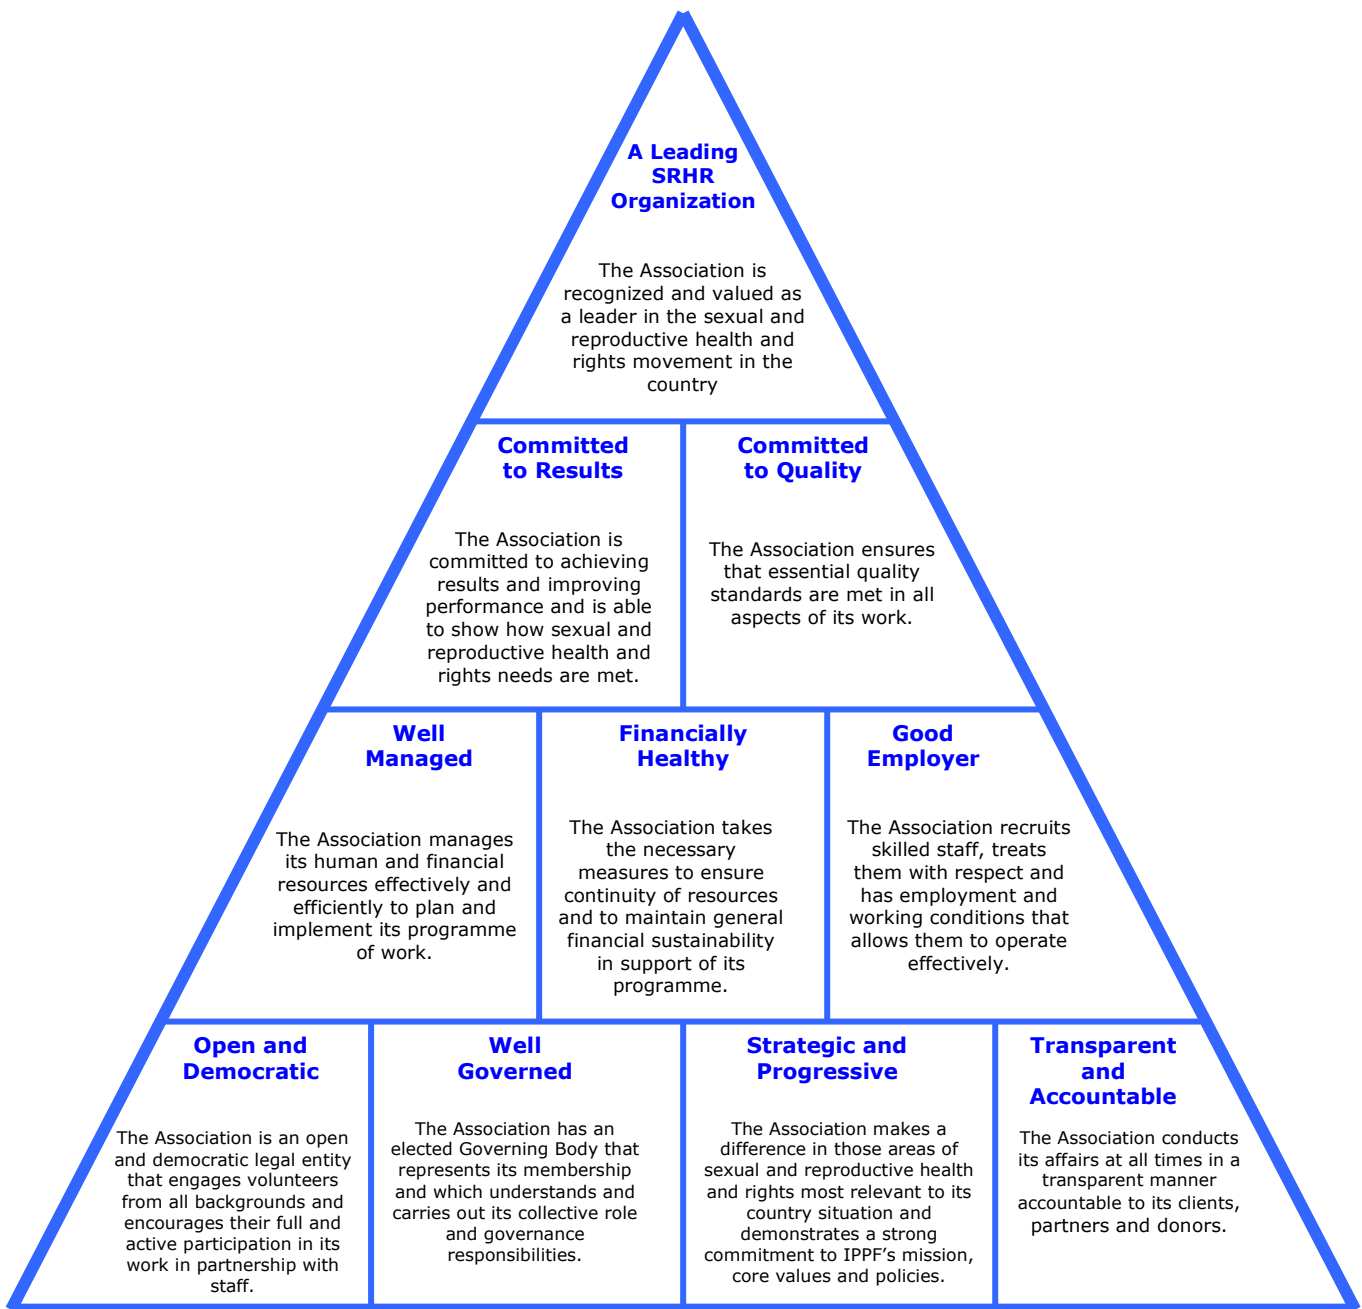 A Leading
SRHR
Organization
The Association is
recognized and valued as
a leader in the sexual and
reproductive health and
rights movement in the
country
Committed
to Results
The Association is
committed to achieving
results and improving
performance and is able
to show how sexual and
reproductive health and
rights needs are met.
Committed
to Quality
The Association ensures
that essential quality
standards are met in all
aspects of its work.
Well
Managed
The Association manages
its human and financial
resources effectively and
efficiently to plan and
implement its programme
of work.
Financially
Healthy
The Association takes
the necessary
measures to ensure
continuity of resources
and to maintain general
financial sustainability
in support of its
programme.
Good
Employer
The Association recruits
skilled staff, treats
them with respect and
has employment and
working conditions that
allows them to operate
effectively.
Open and
Democratic
The Association is an open
and democratic legal entity
that engages volunteers
from all backgrounds and
encourages their full and
active participation in its
work in partnership with
staff.
Well
Governed
The Association has an
elected Governing Body that
represents its membership
and which understands and
carries out its collective role
and governance
responsibilities.
Strategic and
Progressive
The Association makes a
difference in those areas of
sexual and reproductive health
and rights most relevant to its
country situation and
demonstrates a strong
commitment to IPPF’s mission,
core values and policies.
Transparent
and
Accountable
The Association conducts
its affairs at all times in a
transparent manner
accountable to its clients,
partners and donors.